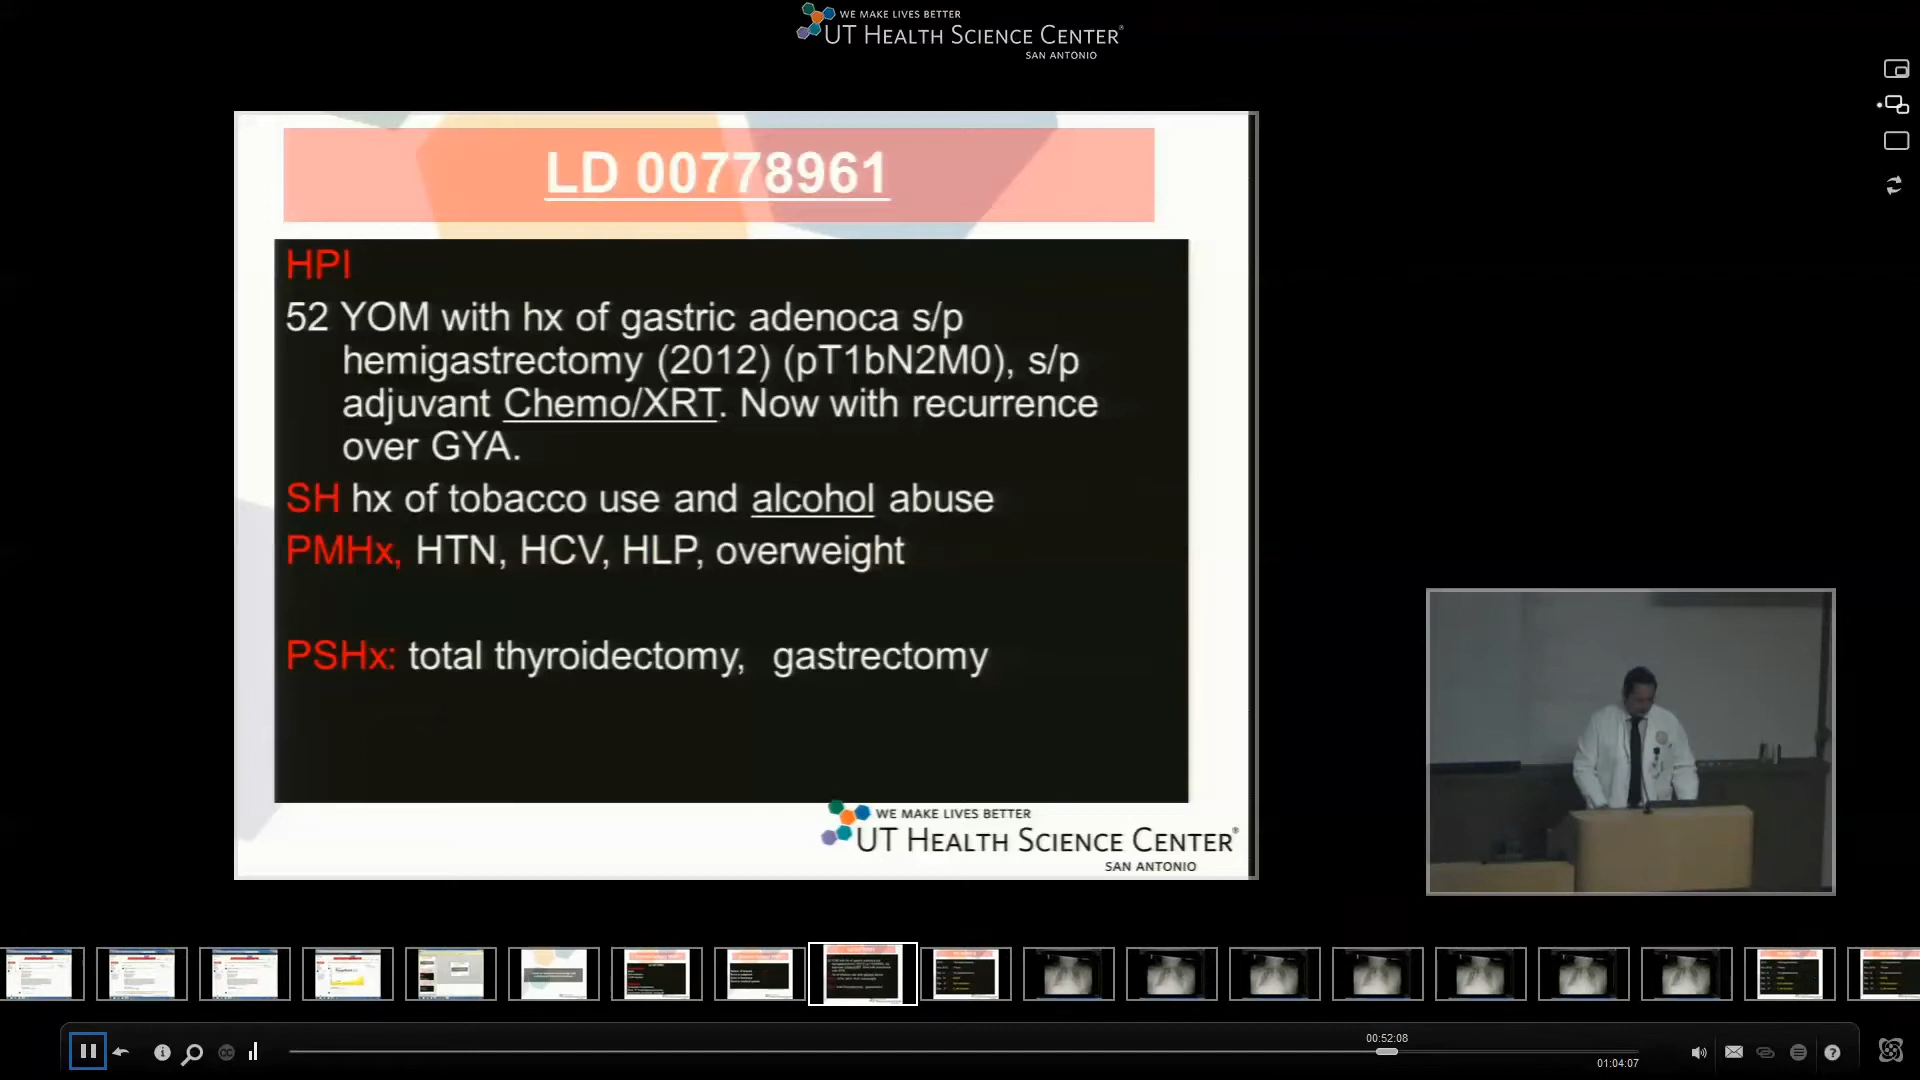 WE MAKE LIVES BETTER
UT HEALTH SCIENCE CENTER®
SAN ANTONIO
LD 00778961
HPI
52 YOM with hx of gastric adenoca s/p
hemigastrectomy (2012) (pT1bN2M0), s/p
adjuvant Chemo/XRT. Now with recurrence
over GYA.
SH hx of tobacco use and alcohol abuse
PMHx, HTN, HCV, HLP, overweight
PSHx: total thyroidectomy, gastrectomy
WE MAKE LIVES BETTER
UT HEALTH SCIENCE CENTER®
SAN ANTONIO
00:52:08
01:04:07